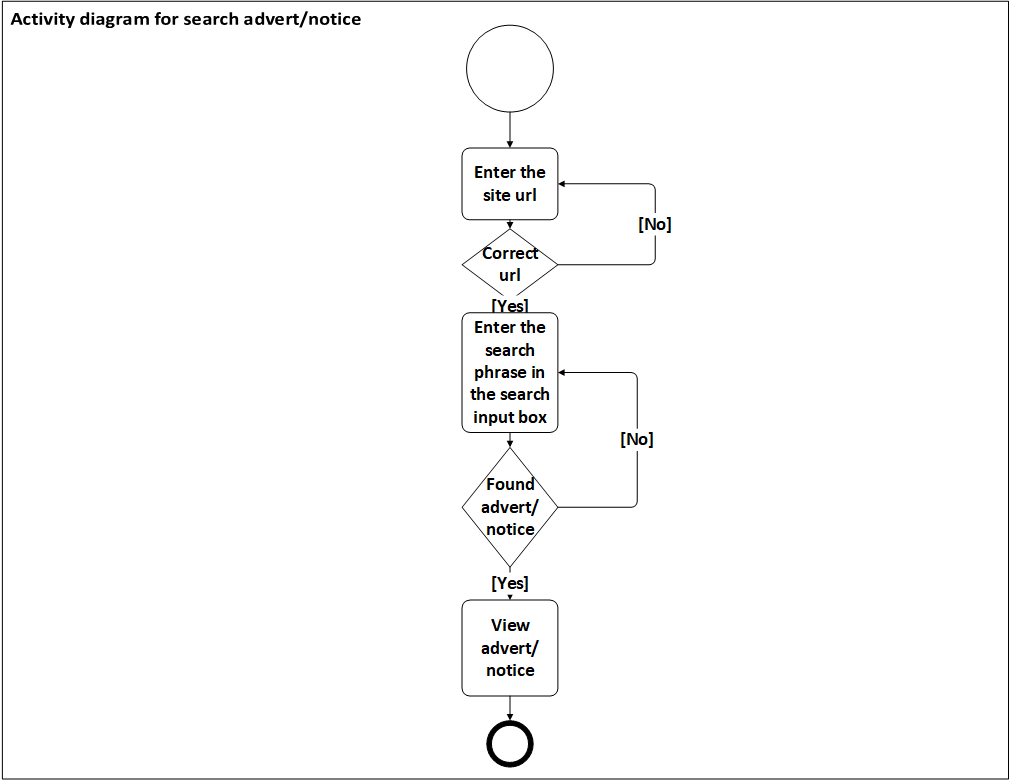 Activity diagram for search advert/notice
Enter the
site url
[No]
Correct
url
[Yes]
Enter the
search
phrase in
the search
input box
[No]
Found
advert/
notice
[Yes]
View
advert/
notice